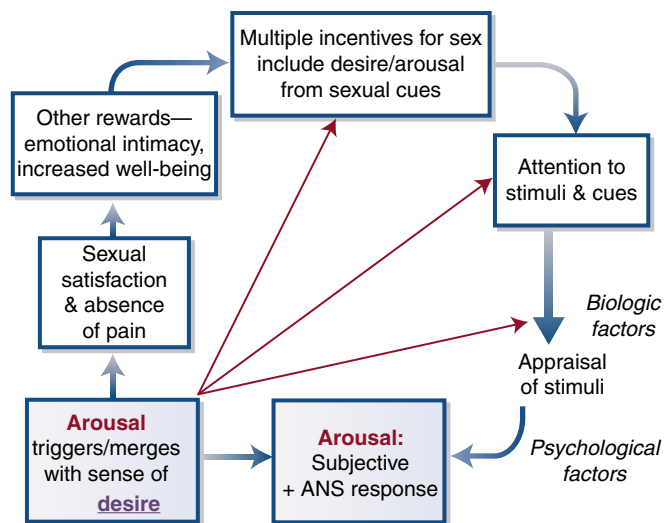 Multiple incentives for sex
include desire/arousal
from sexual cues
Other rewards—
emotional intimacy,
increased well-being
Attention to
stimuli & cues
Sexual
satisfaction
& absence
of pain
Biologic
factors
Appraisal
of stimuli
Arousal
triggers/merges
with sense of
desire
Arousal:
Subjective
+ ANS response
Psychological
factors